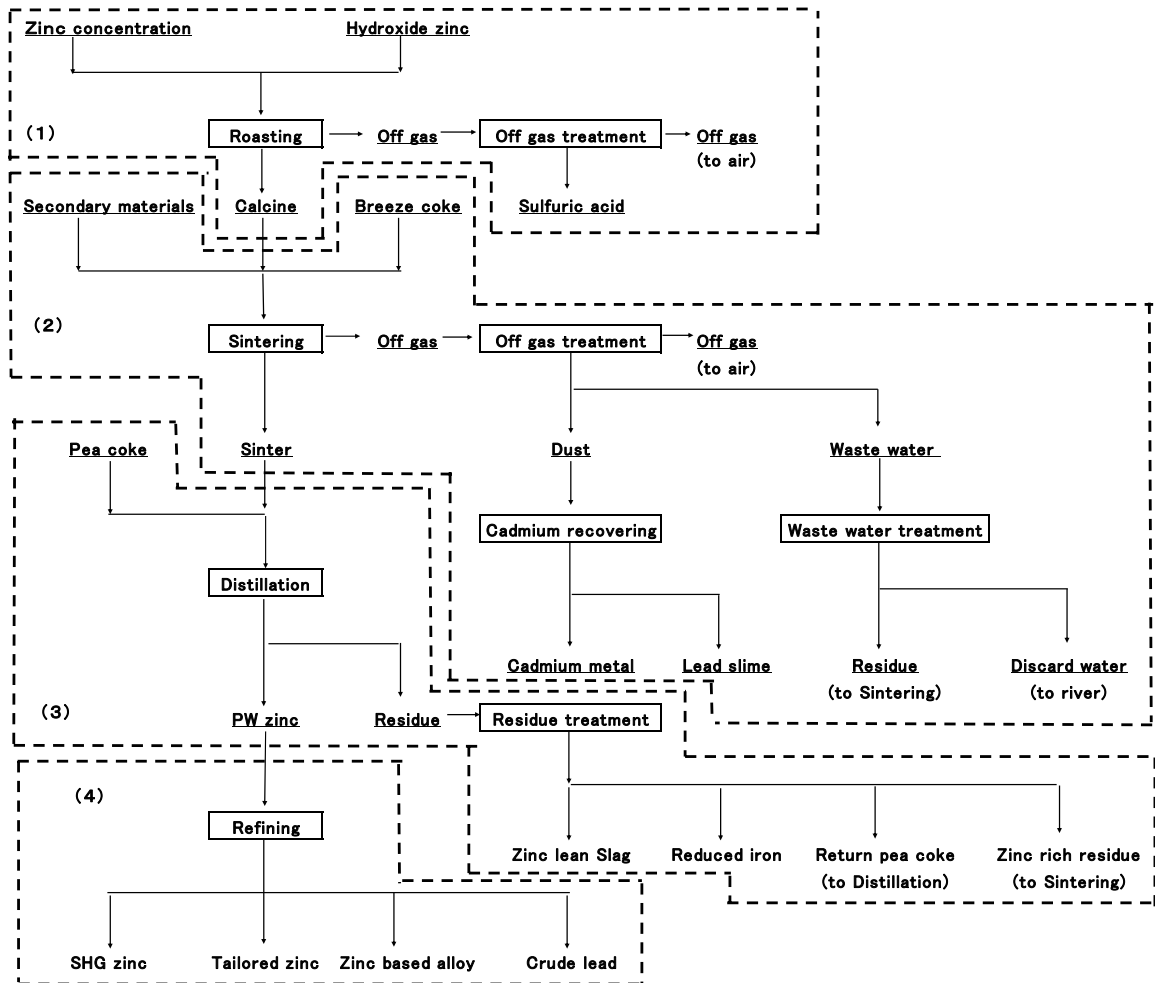 Zinc concentration
Hydroxide zinc
(1)
Roasting
Off gas
Off gas treatment
Off gas
(to air)
Secondary materials
Calcine
Breeze coke
Sulfuric acid
(2)
Sintering
Off gas
Off gas treatment
Off gas
(to air)
Pea coke
Sinter
Dust
Waste water
Cadmium recovering
Waste water treatment
Distillation
Cadmium metal
Lead slime
Residue
(to Sintering)
Discard water
(to river)
(3)
PW zinc
Residue
Residue treatment
(4)
Refining
Zinc lean Slag
Reduced iron
Return pea coke
(to Distillation)
Zinc rich residue
(to Sintering)
SHG zinc
Tailored zinc
Zinc based alloy
Crude lead